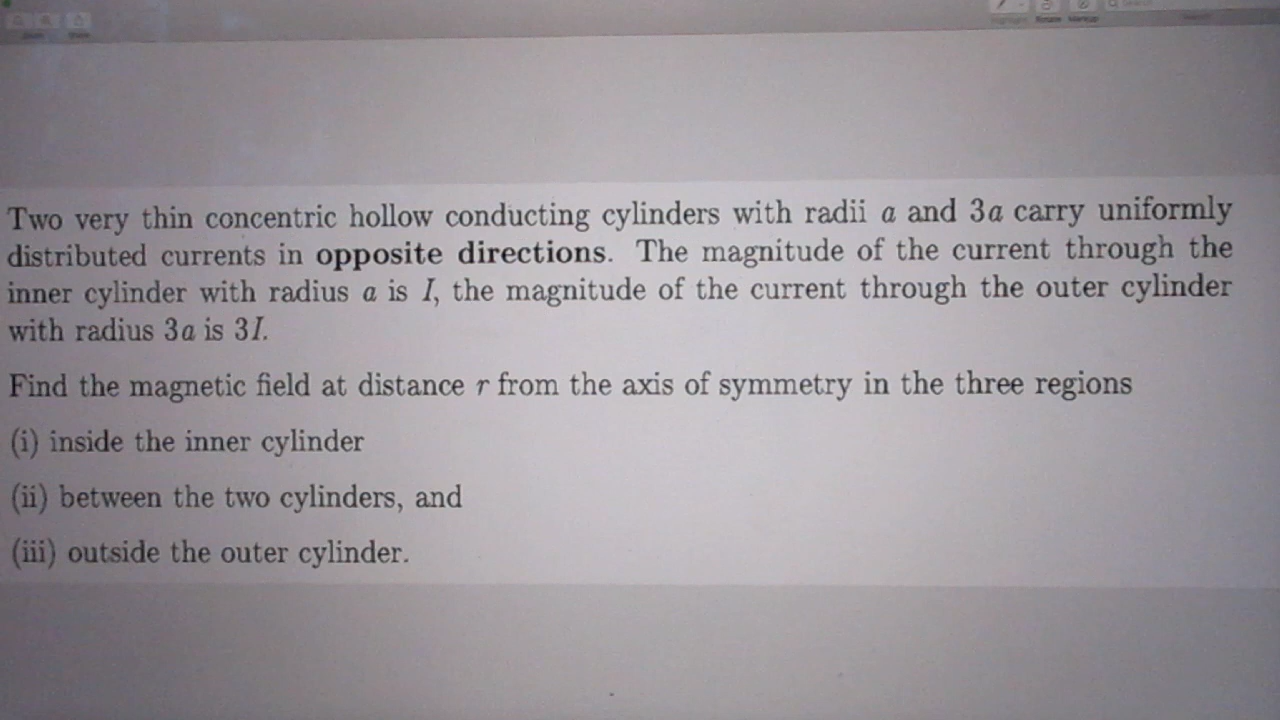 Rotate Markup
Two very thin concentric hollow conducting cylinders with radii a and 3a carry uniformly
distributed currents in opposite directions. The magnitude of the current through the
inner cylinder with radius a is I, the magnitude of the current through the outer cylinder
with radius 3a is 3I.
Find the magnetic field at distance r from the axis of symmetry in the three regions
(i) inside the inner cylinder
(ii) between the two cylinders, and
(iii) outside the outer cylinder.